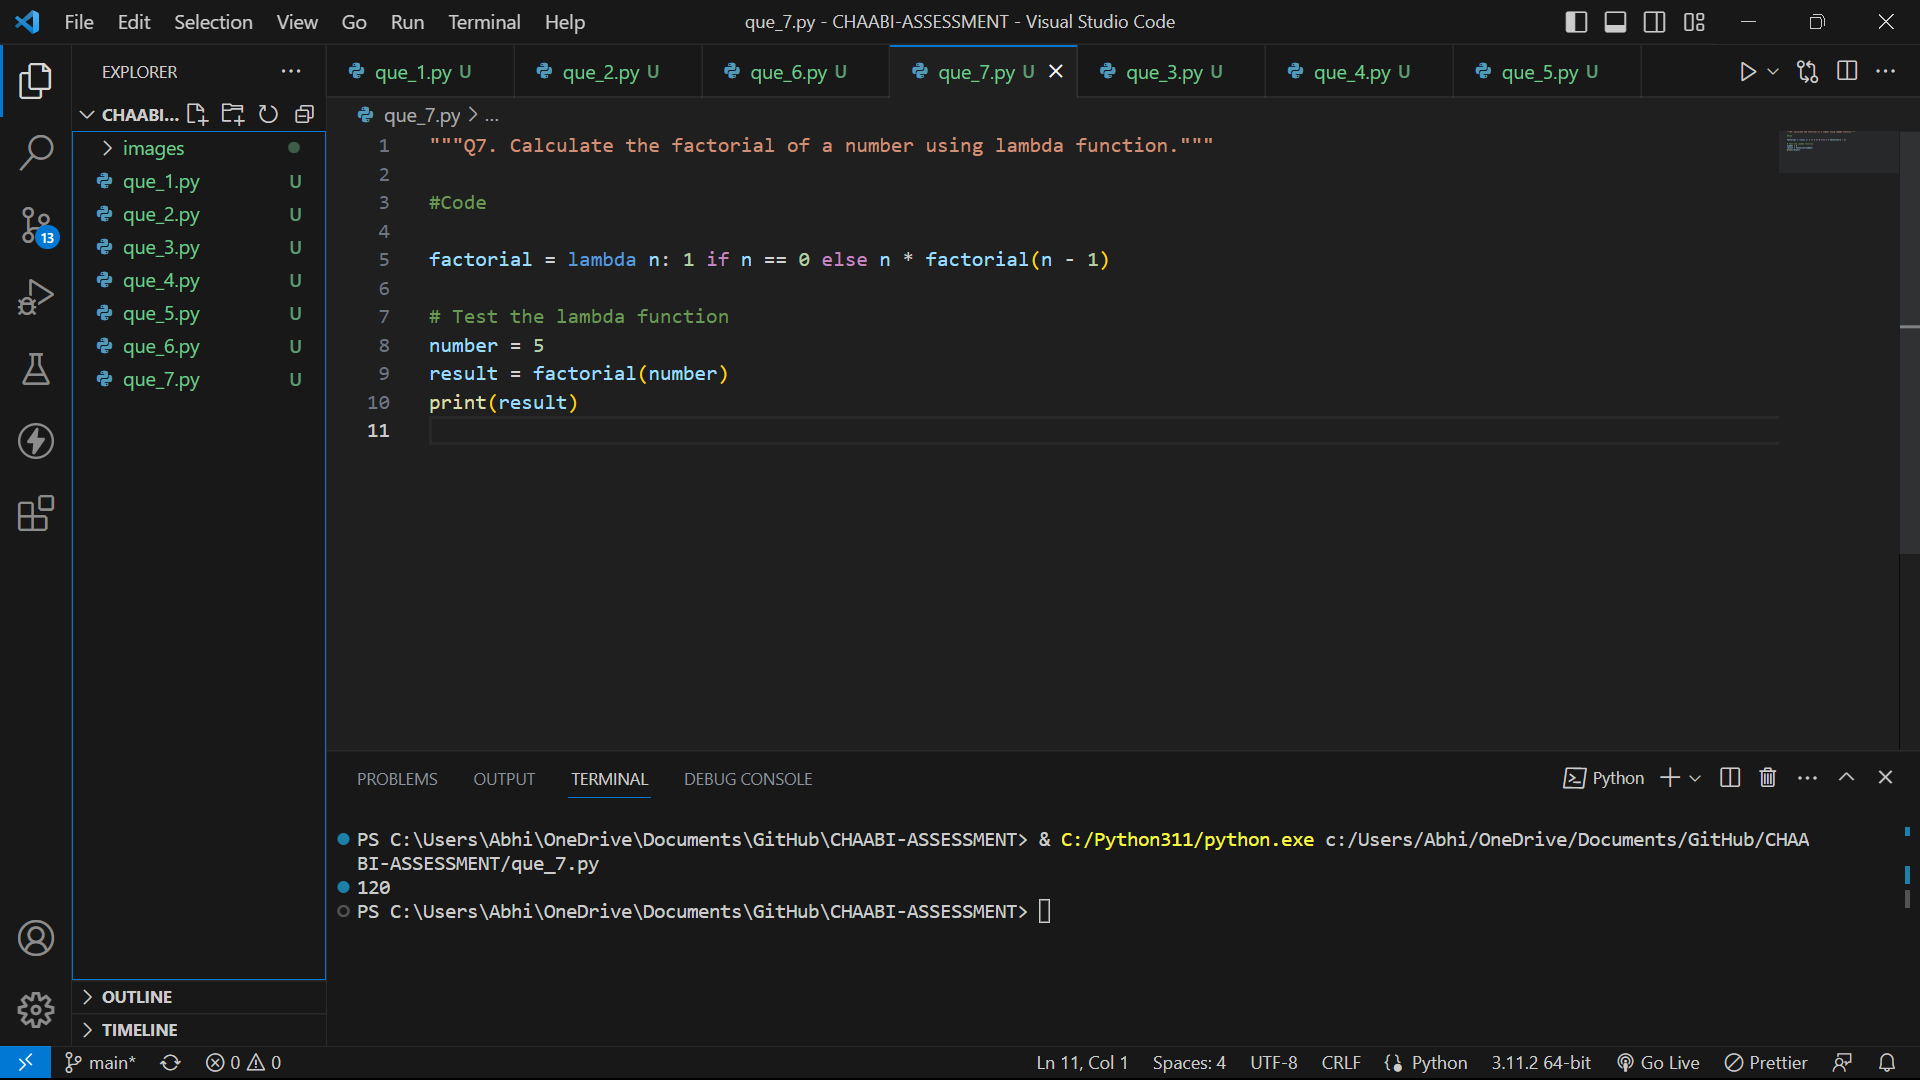 File Edit Selection View Go Run Terminal Help
que_7.py - CHAABI-ASSESSMENT - Visual Studio Code
EXPLORER
que_1.py U que_2.py U que_6.py U que_7.py U que_3.py U que_4.py U que_5.py U
CHAABI...
que_7.py > ...
images
que_1.py U
que_2.py U
que_3.py U
que_4.py U
que_5.py U
que_6.py U
que_7.py U
13
1 """Q7. Calculate the factorial of a number using lambda function."""
2
3 #Code
4
5 factorial = lambda n: 1 if n == 0 else n * factorial(n - 1)
6
7 # Test the lambda function
8 number = 5
9 result = factorial(number)
10 print(result)
11
PROBLEMS OUTPUT TERMINAL DEBUG CONSOLE
Python
PS C:\Users\Abhi\OneDrive\Documents\GitHub\CHAABI-ASSESSMENT> & C:/Python311/python.exe c:/Users/Abhi/OneDrive/Documents/GitHub/CHAA
BI-ASSESSMENT/que_7.py
120
PS C:\Users\Abhi\OneDrive\Documents\GitHub\CHAABI-ASSESSMENT>
OUTLINE
TIMELINE
main* 0 0 Ln 11, Col 1 Spaces: 4 UTF-8 CRLF Python 3.11.2 64-bit Go Live Prettier